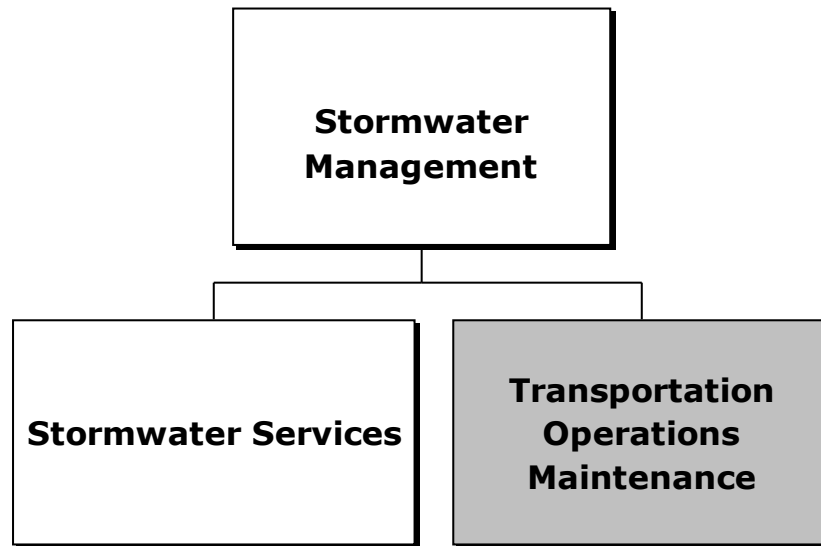 Stormwater
Management
Stormwater Services
Transportation
Operations
Maintenance